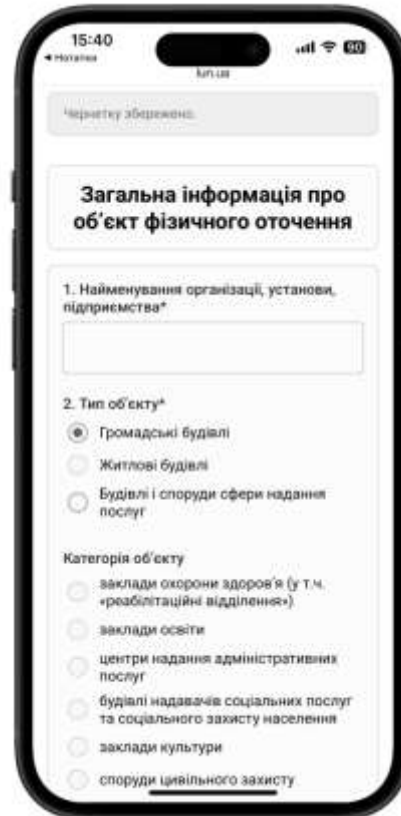 15:40
90
◀ Нотатки
lun.ua
Чернетку збережено.
Загальна інформація про
об’єкт фізичного оточення
1. Найменування організації, установи,
підприємства*
2. Тип об’єкту*
Громадські будівлі
Житлові будівлі
Будівлі і споруди сфери надання
послуг
Категорія об’єкту
заклади охорони здоров’я (у т.ч.
«реабілітаційні відділення»)
заклади освіти
центри надання адміністративних
послуг
будівлі надавачів соціальних послуг
та соціального захисту населення
заклади культури
споруди цивільного захисту